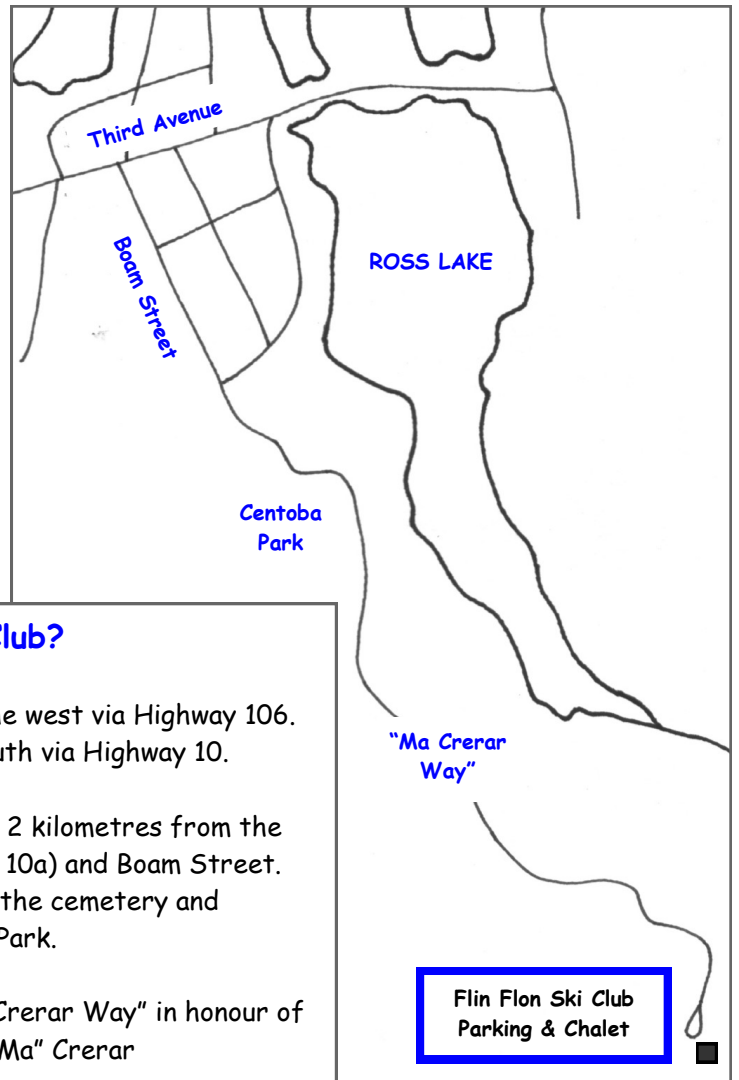 Third Avenue
Boam Street
ROSS LAKE
Centoba
Park
"Ma Crerar
Way"
Flin Flon Ski Club
Parking & Chalet
Club?
west via Highway 106.
uth via Highway 10.
2 kilometres from the
10a) and Boam Street.
the cemetery and
Park.
Crerar Way" in honour of
Ma" Crerar